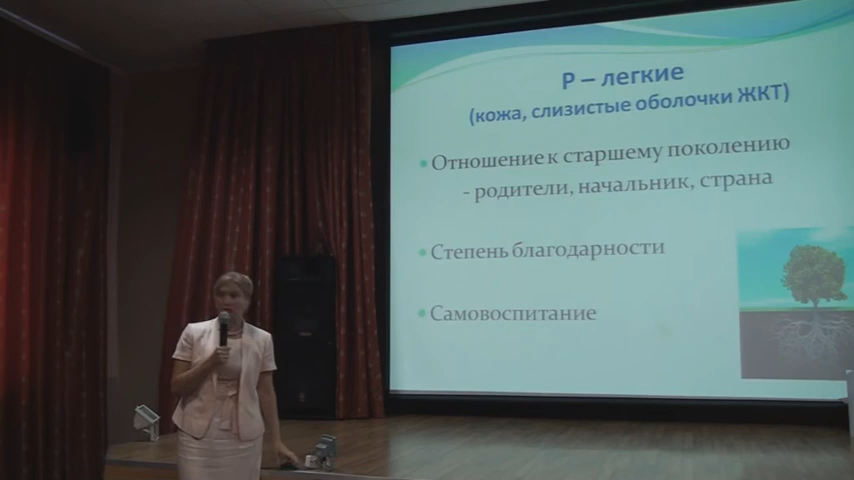 Р – легкие
(кожа, слизистые оболочки ЖКТ)
• Отношение к старшему поколению
- родители, начальник, страна
• Степень благодарности
• Самовоспитание